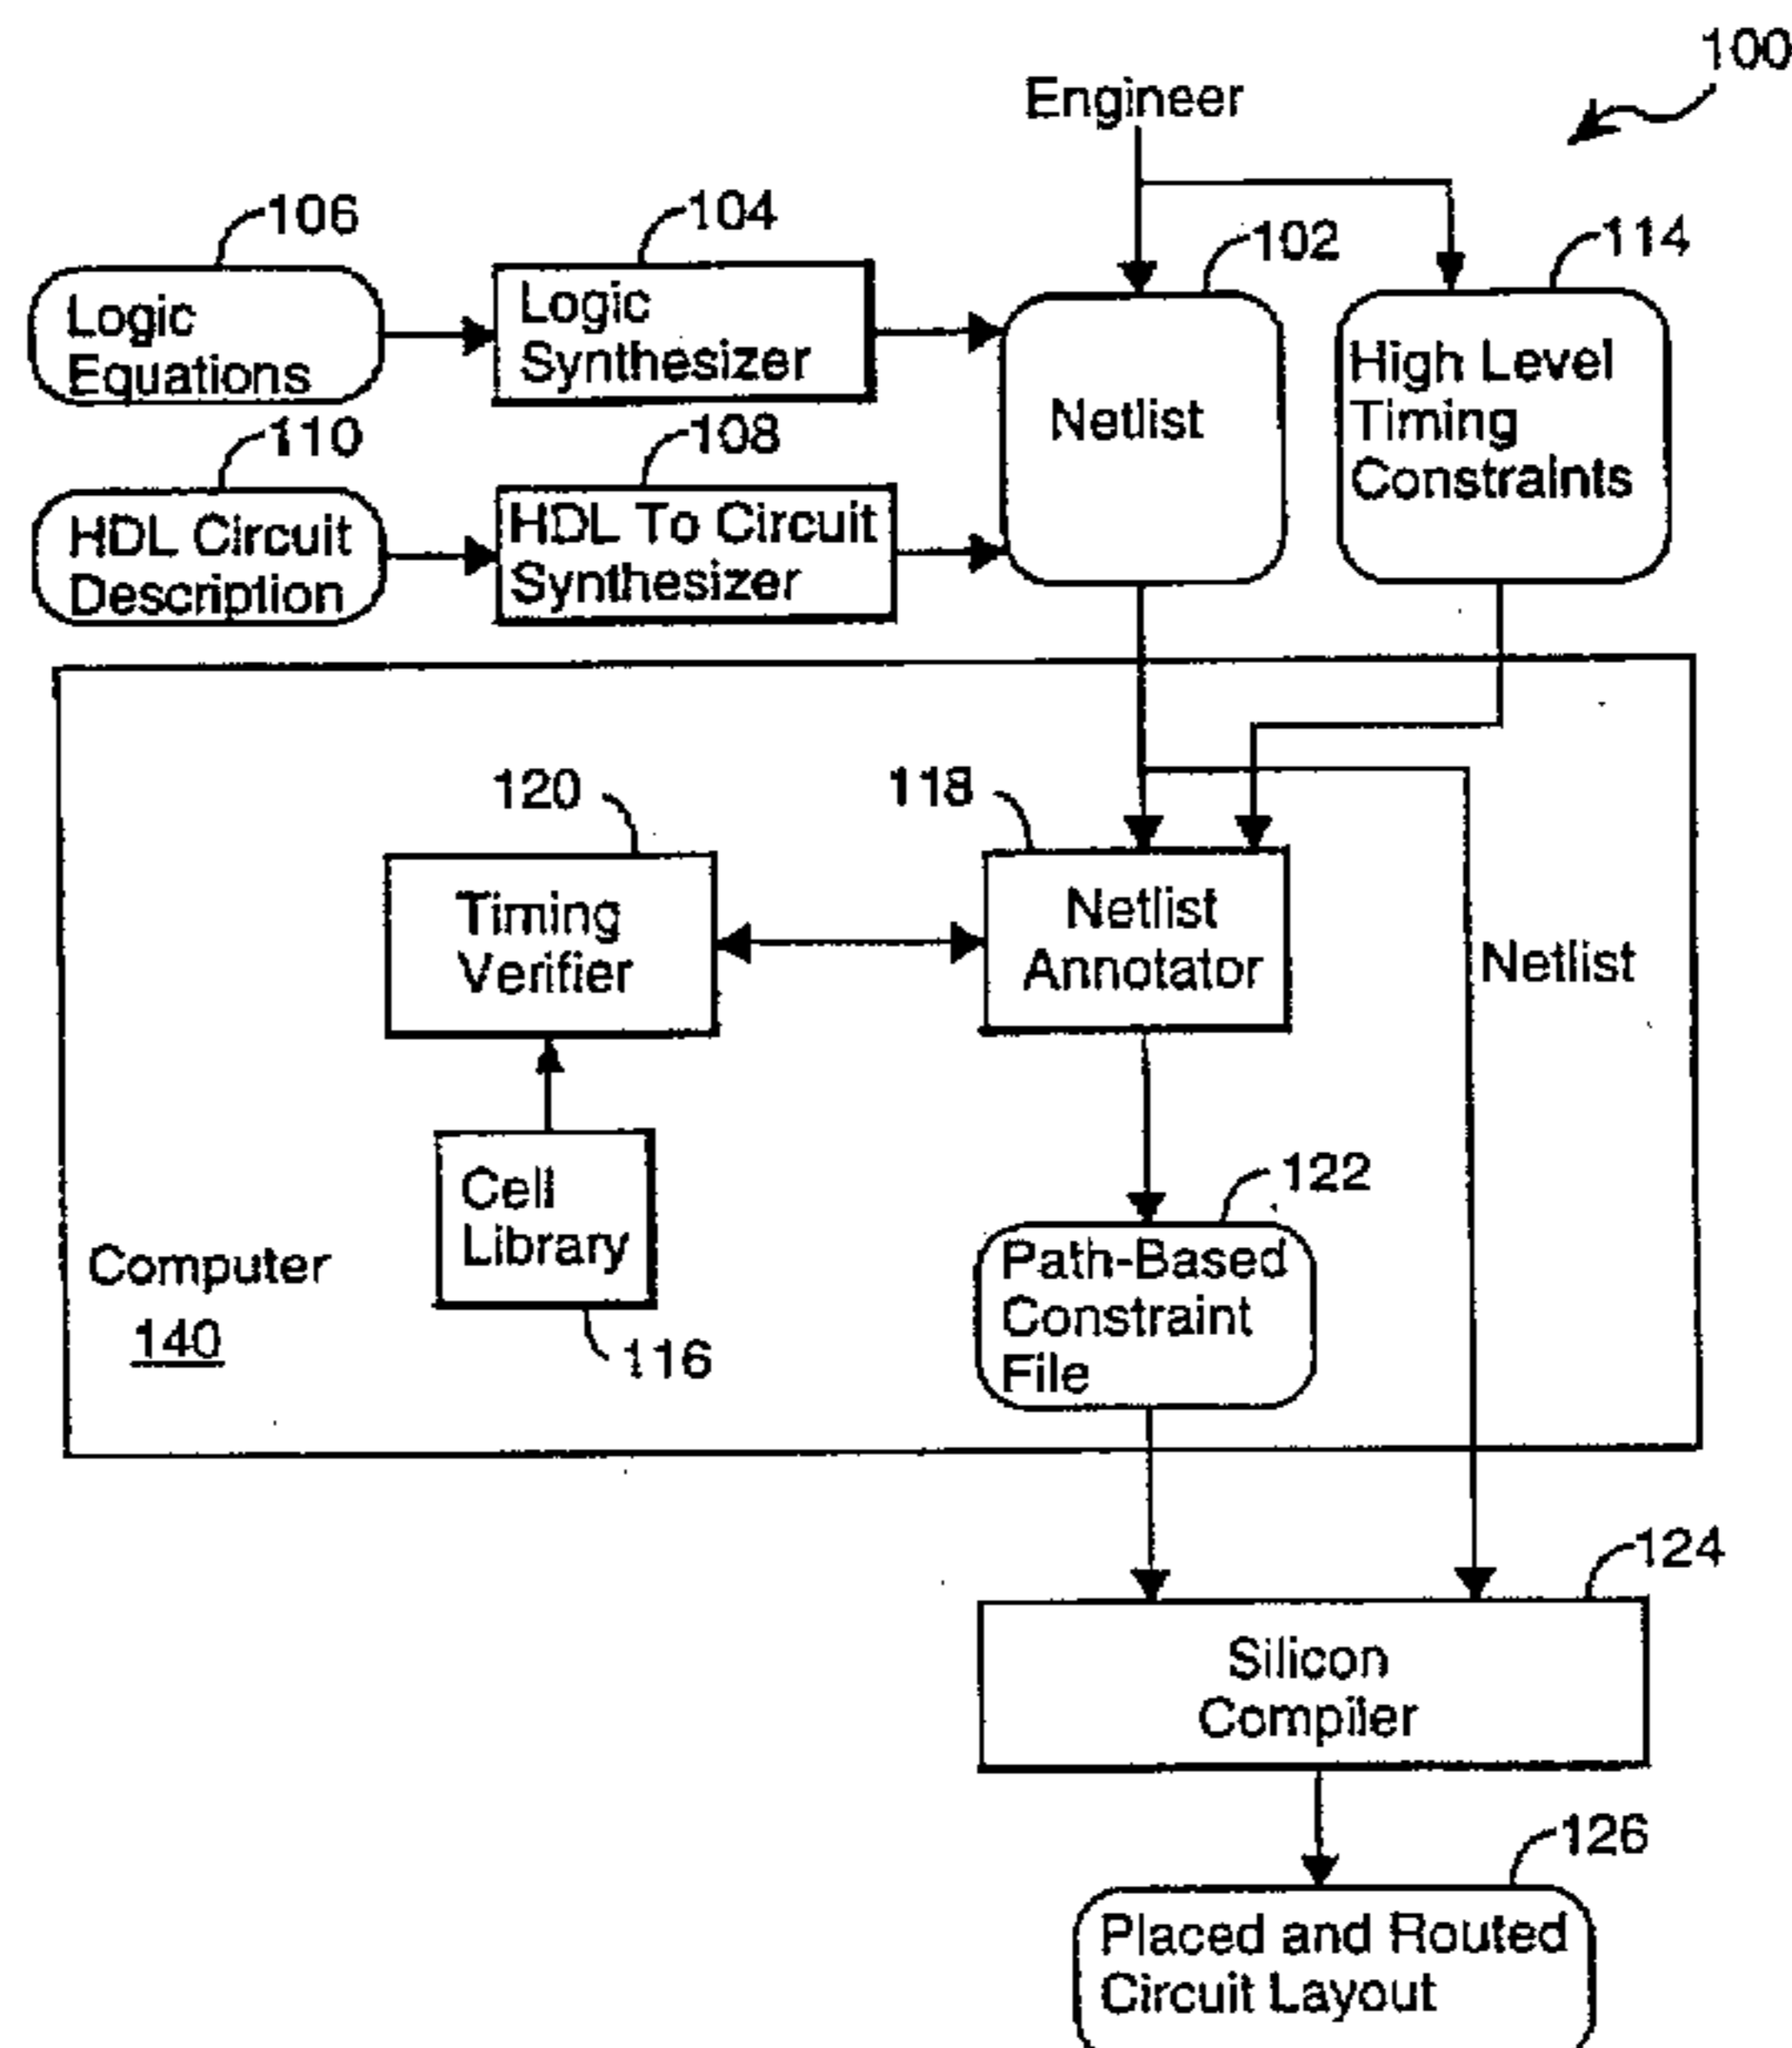 100
Engineer
106
104
102
114
Logic
Equations
Logic
Synthesizer
Netlist
High Level
Timing
Constraints
110
108
HDL Circuit
Description
HDL To Circuit
Synthesizer
120
118
Timing
Verifier
Netlist
Annotator
Netlist
Cell
Library
116
122
Path-Based
Constraint
File
Computer
140
124
Silicon
Compiler
126
Placed and Routed
Circuit Layout